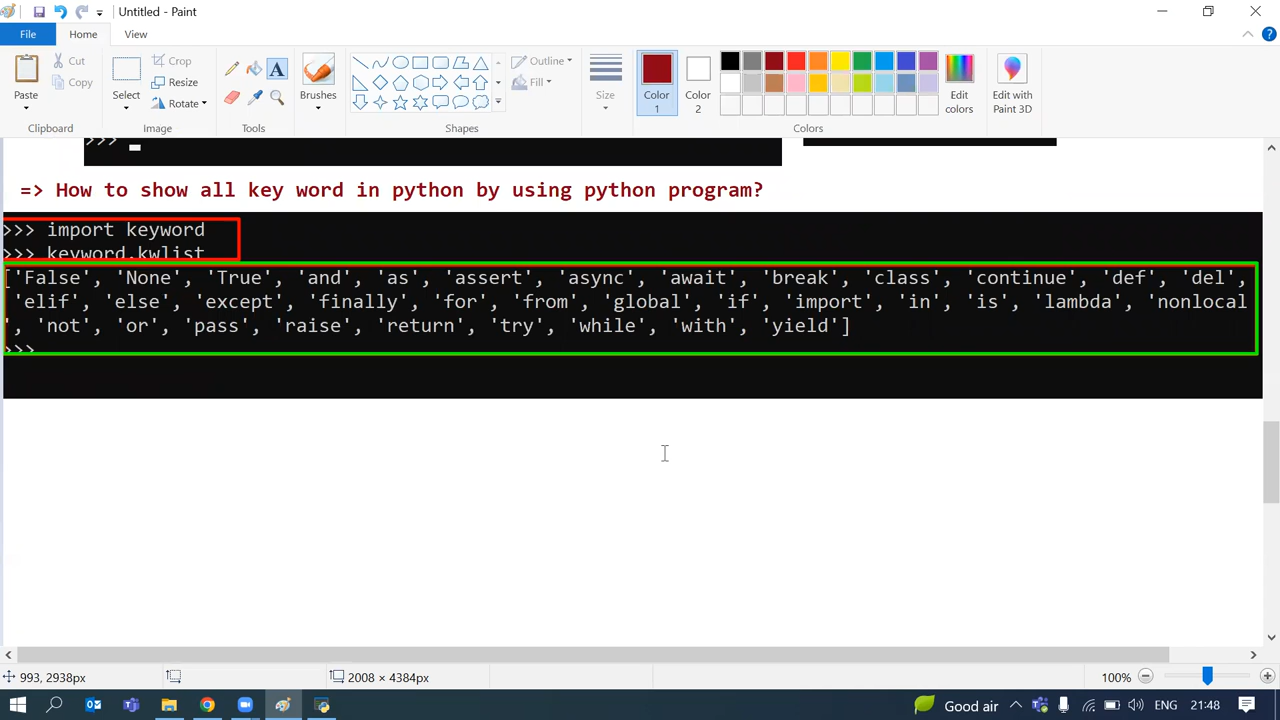 Untitled - Paint
File Home View
Paste
Cut
Copy
Clipboard
Select
Crop
Resize
Rotate
Image
A
Tools
Brushes
Outline
Fill
Shapes
Size
Color 1
Color 2
Edit colors
Colors
Edit with Paint 3D
>>>
=> How to show all key word in python by using python program?
>>> import keyword
>>> keyword.kwlist
['False', 'None', 'True', 'and', 'as', 'assert', 'async', 'await', 'break', 'class', 'continue', 'def', 'del',
'elif', 'else', 'except', 'finally', 'for', 'from', 'global', 'if', 'import', 'in', 'is', 'lambda', 'nonlocal
', 'not', 'or', 'pass', 'raise', 'return', 'try', 'while', 'with', 'yield']
>>>
993, 2938px
2008 × 4384px
100%
Good air
ENG
21:48